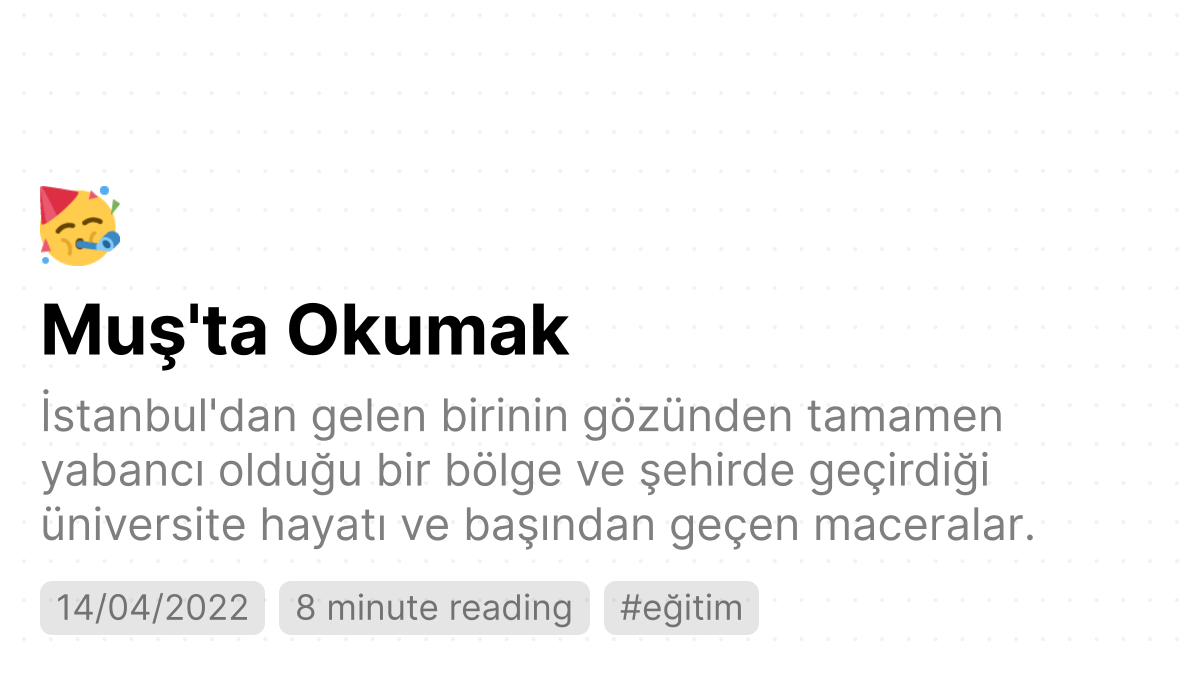 Muş'ta Okumak
İstanbul'dan gelen birinin gözünden tamamen
yabancı olduğu bir bölge ve şehirde geçirdiği
üniversite hayatı ve başından geçen maceralar.
14/04/2022 8 minute reading #eğitim